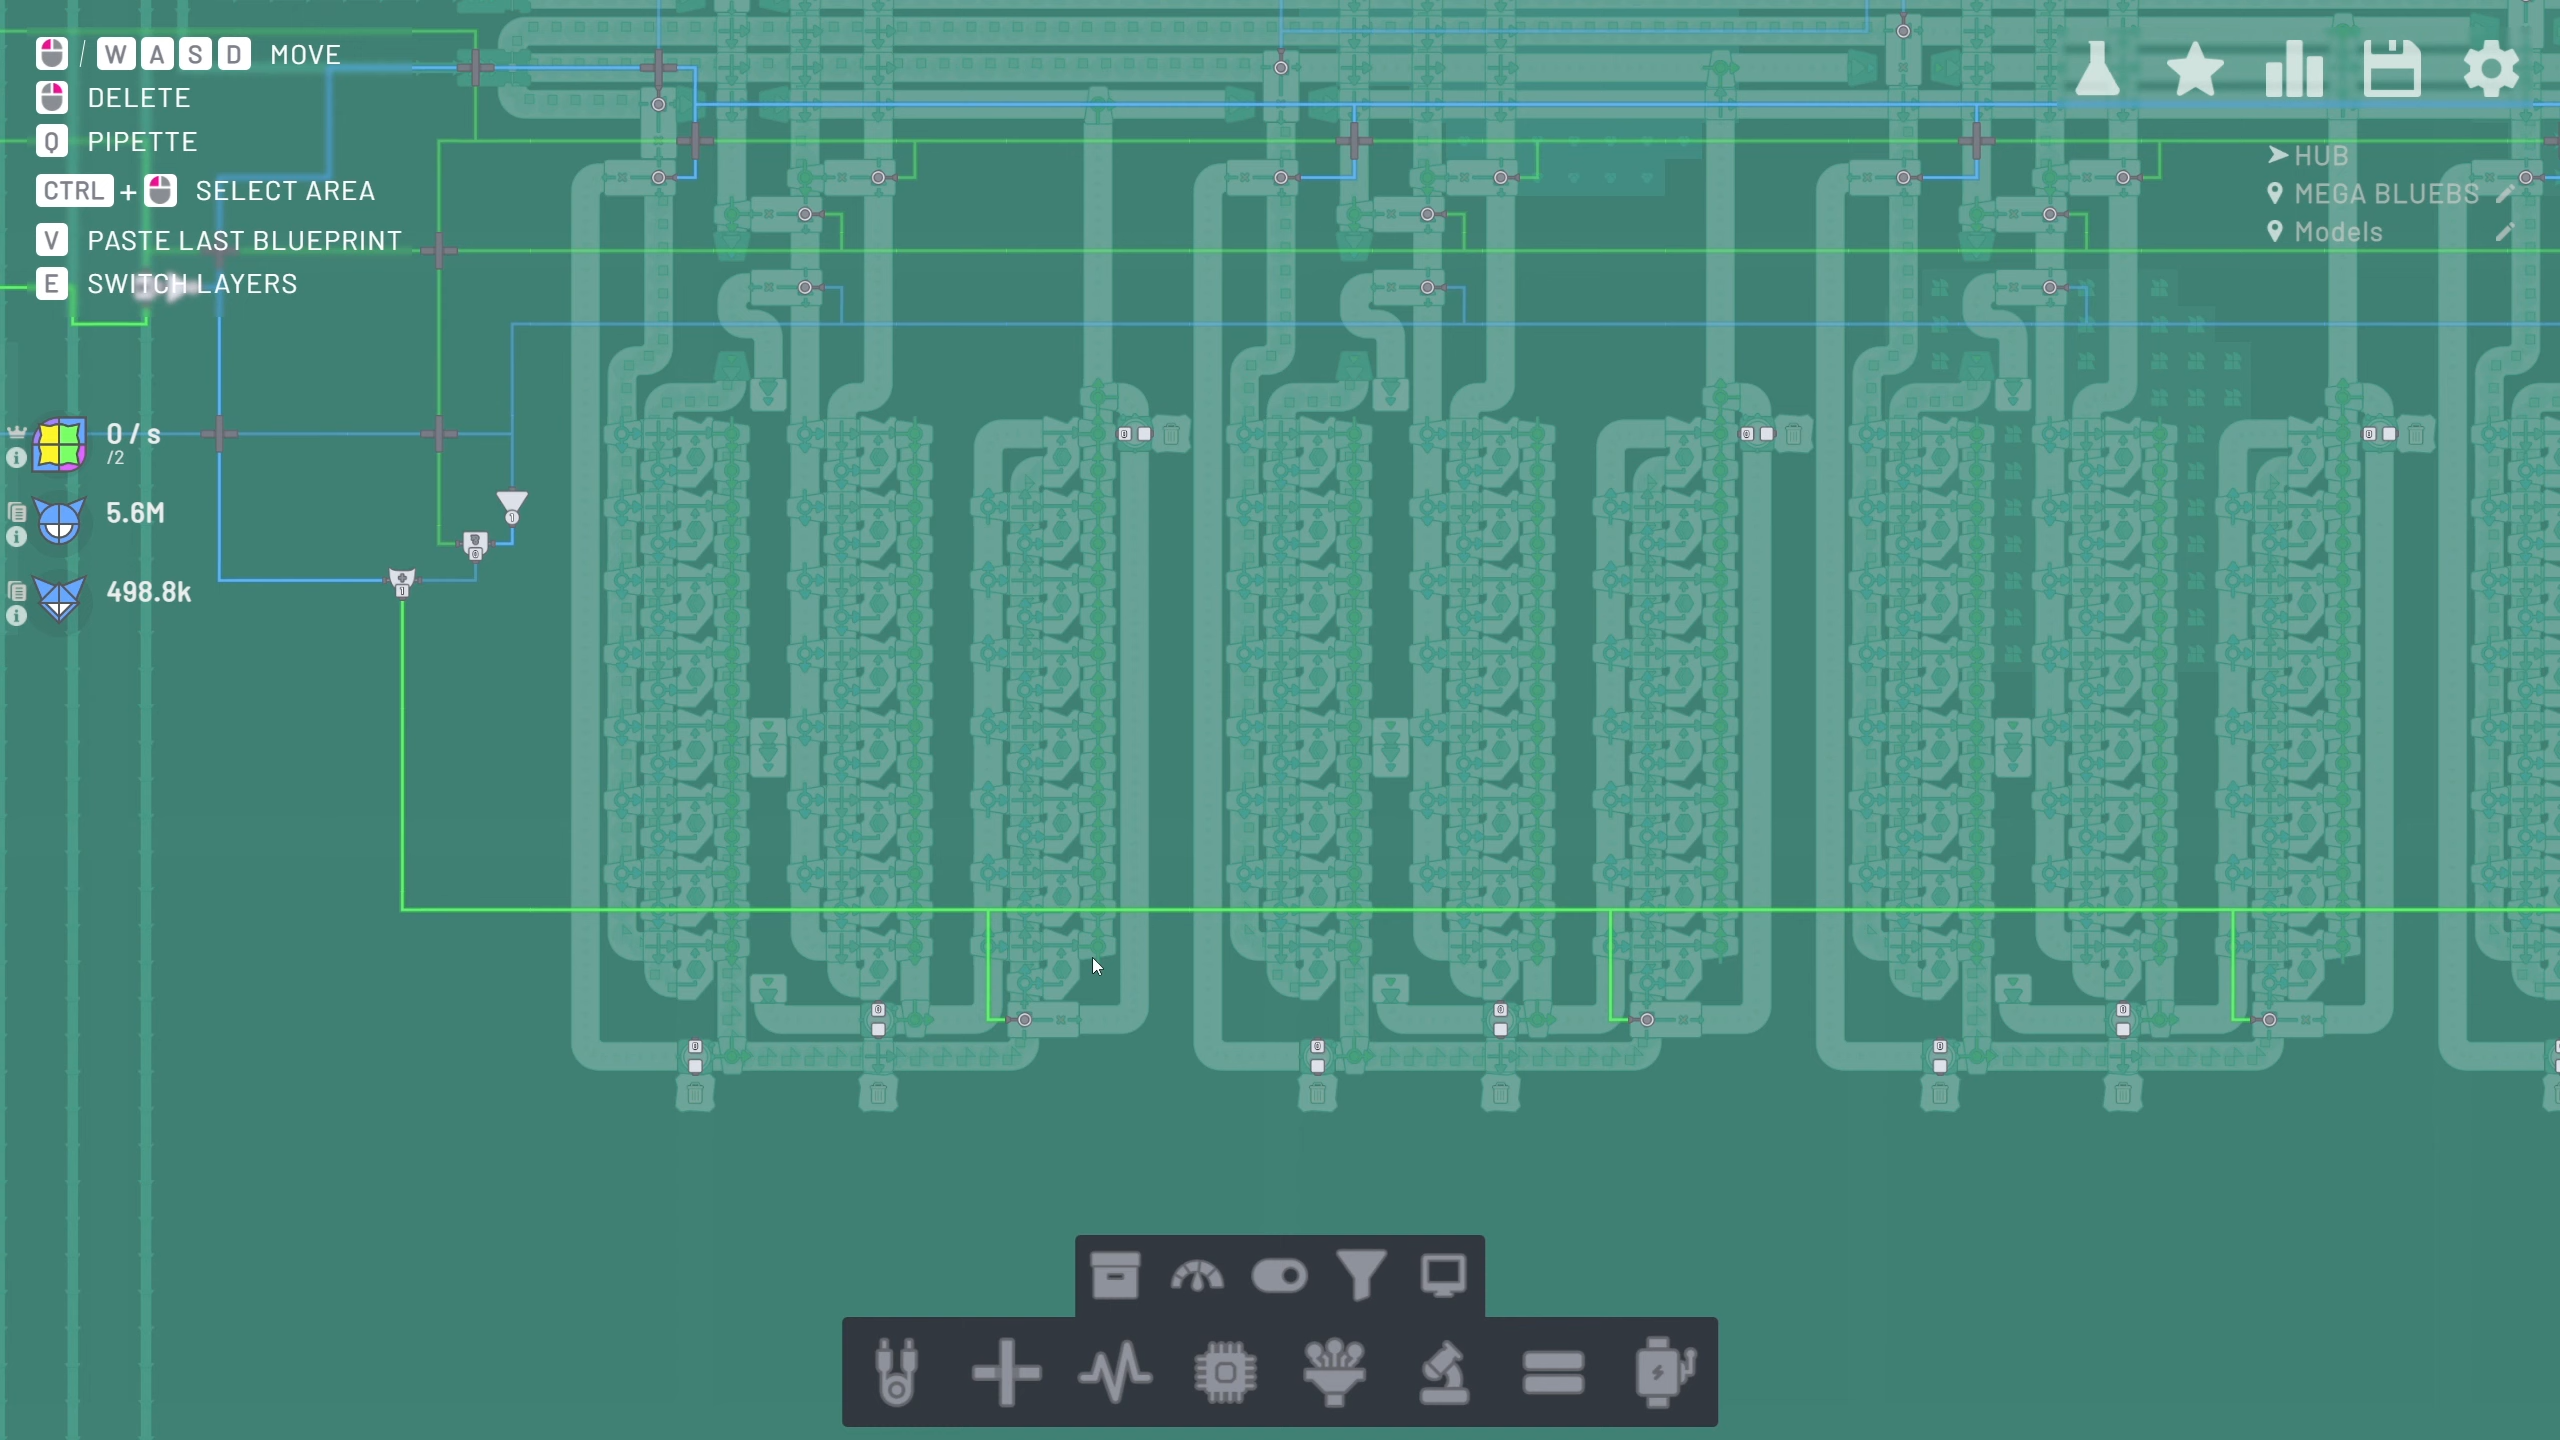 / W A S D MOVE
DELETE
Q PIPETTE
CTRL + SELECT AREA
V PASTE LAST BLUEPRINT
E SWITCH LAYERS
HUB
MEGA BLUEBS
Models
0 / s
/2
5.6M
498.8k